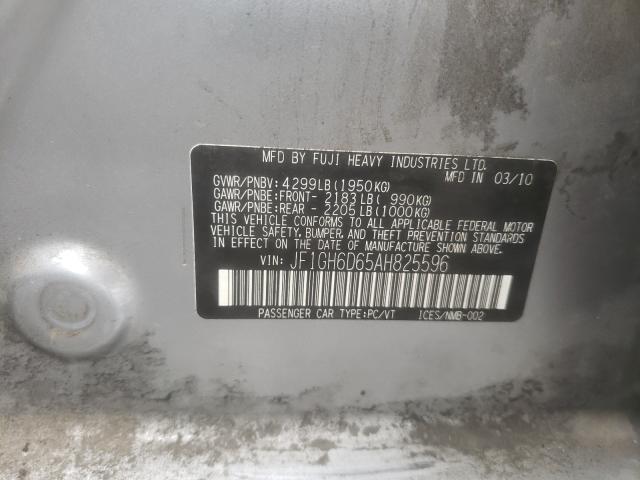 MFD BY FUJI HEAVY INDUSTRIES LTD.
MFD IN 03/10
GVWR/PNBV: 4299LB (1950KG)
GAWR/PNBE:FRONT- 2183LB ( 990KG)
GAWR/PNBE:REAR - 2205LB (1000KG)
THIS VEHICLE CONFORMS TO ALL APPLICABLE FEDERAL MOTOR
VEHICLE SAFETY, BUMPER, AND THEFT PREVENTION STANDARDS
IN EFFECT ON THE DATE OF MANUFACTURE SHOWN ABOVE.
VIN: JF1GH6D65AH825596
PASSENGER CAR TYPE:PC/VT ICES/NMB-002